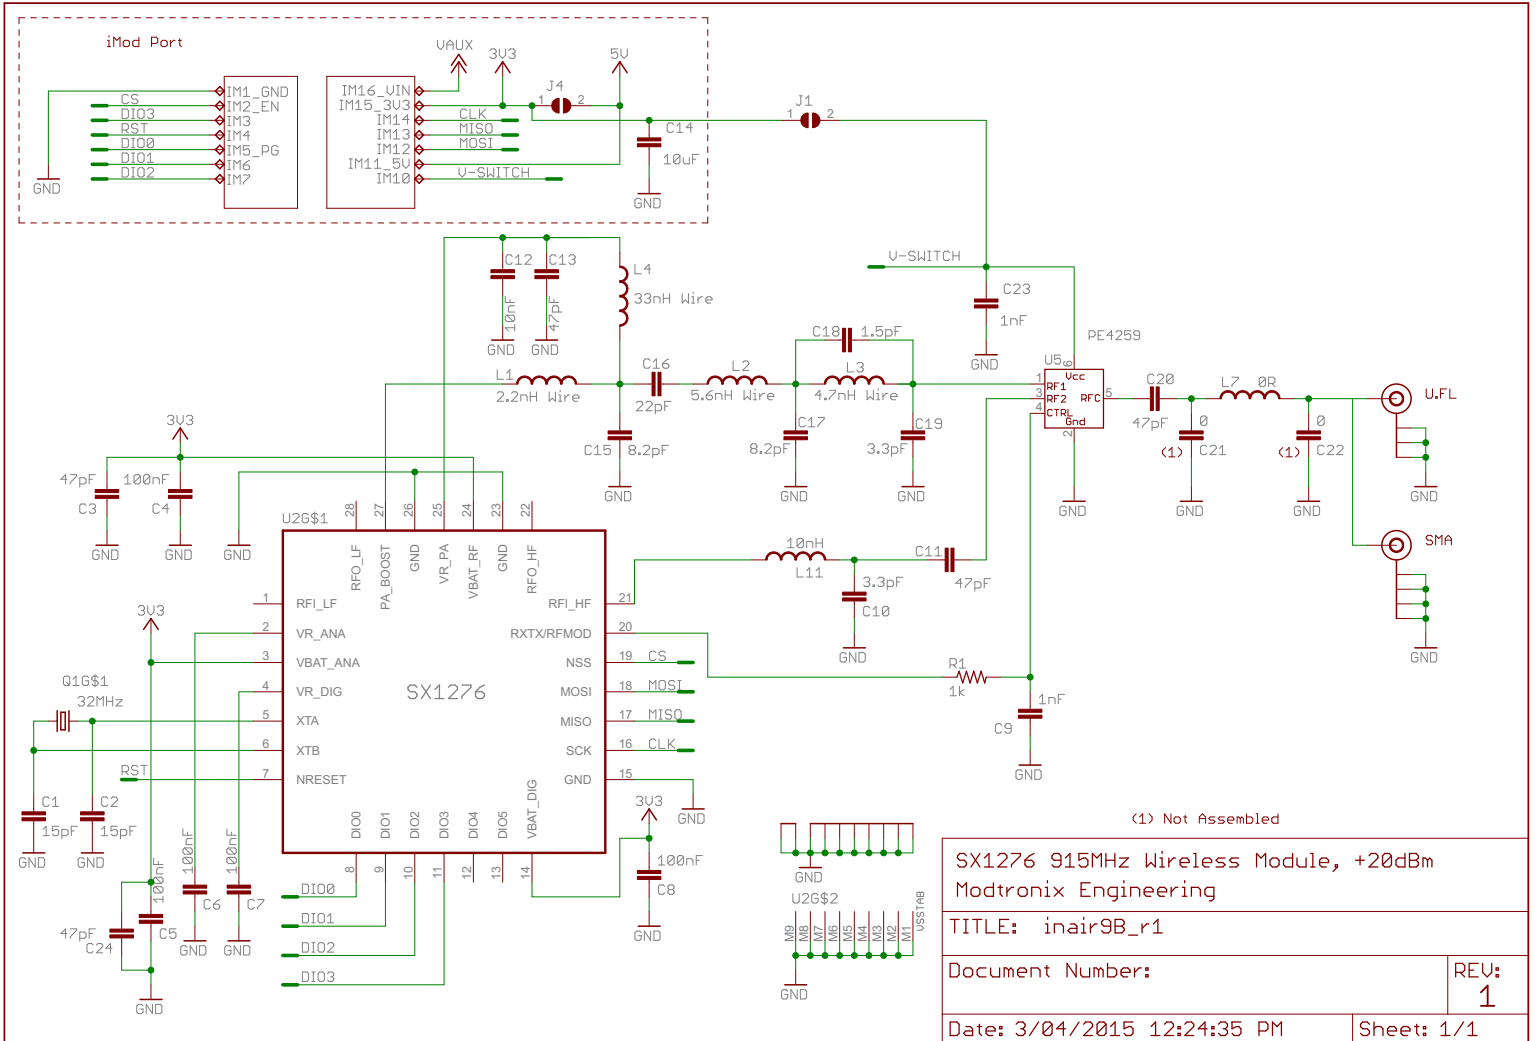 iMod Port
VAUX
3V3
5V
J4
1 2
J1
1 2
CS
DIO3
RST
DIO0
DIO1
DIO2
GND
IM1_GND
IM2_EN
IM3
IM4
IM5_PG
IM6
IM7
IM16_VIN
IM15_3V3
IM14
IM13
IM12
IM11_5V
IM10
CLK
MISO
MOSI
V-SWITCH
C14
10uF
GND
V-SWITCH
C23
1nF
GND
C12
10nF
GND
C13
47pF
GND
L4
33nH Wire
L1
2.2nH Wire
C16
22pF
C15
8.2pF
GND
L2
5.6nH Wire
C18
1.5pF
L3
4.7nH Wire
C17
8.2pF
GND
C19
3.3pF
GND
PE4259
U5
6
Vcc
1
RF1
3
RF2
4
CTRL
RFC
5
Gnd
2
GND
C20
47pF
L7
0R
0
C21
(1)
GND
0
C22
(1)
GND
U.FL
GND
SMA
GND
3V3
47pF
C3
GND
100nF
C4
GND
GND
U2G$1
28
27
26
25
24
23
22
RFO_LF
PA_BOOST
GND
VR_PA
VBAT_RF
GND
RFO_HF
1
RFI_LF
2
VR_ANA
3
VBAT_ANA
4
VR_DIG
5
XTA
6
XTB
7
NRESET
SX1276
RFI_HF
21
RXTX/RFMOD
20
NSS
19
CS
MOSI
18
MOSI
MISO
17
MISO
SCK
16
CLK
GND
15
GND
DIO0
DIO1
DIO2
DIO3
DIO4
DIO5
VBAT_DIG
8
9
10
11
12
13
14
DIO0
DIO1
DIO2
DIO3
10nH
L11
C11
47pF
3.3pF
C10
GND
R1
1k
1nF
C9
GND
3V3
Q1G$1
32MHz
RST
C1
15pF
GND
C2
15pF
GND
100nF
C6
GND
100nF
C7
GND
100nF
C5
47pF
C24
GND
3V3
100nF
C8
GND
GND
U2G$2
M9
M8
M7
M6
M5
M4
M3
M2
M1
VSSTAB
GND
(1) Not Assembled
SX1276 915MHz Wireless Module, +20dBm
Modtronix Engineering
TITLE: inair9B_r1
Document Number:
REV:
1
Date: 3/04/2015 12:24:35 PM
Sheet: 1/1